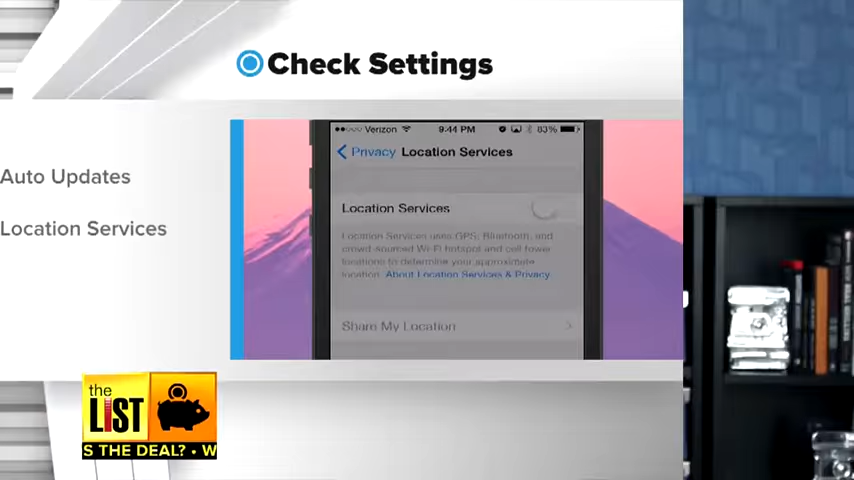 Check Settings
Auto Updates
Location Services
Verizon 9:44 PM 83%
Privacy Location Services
Location Services
Location Services uses GPS, Bluetooth, and
crowd-sourced Wi-Fi hotspot and cell tower
locations to determine your approximate
location. About Location Services & Privacy
Share My Location
the
LIST
S THE DEAL? • W